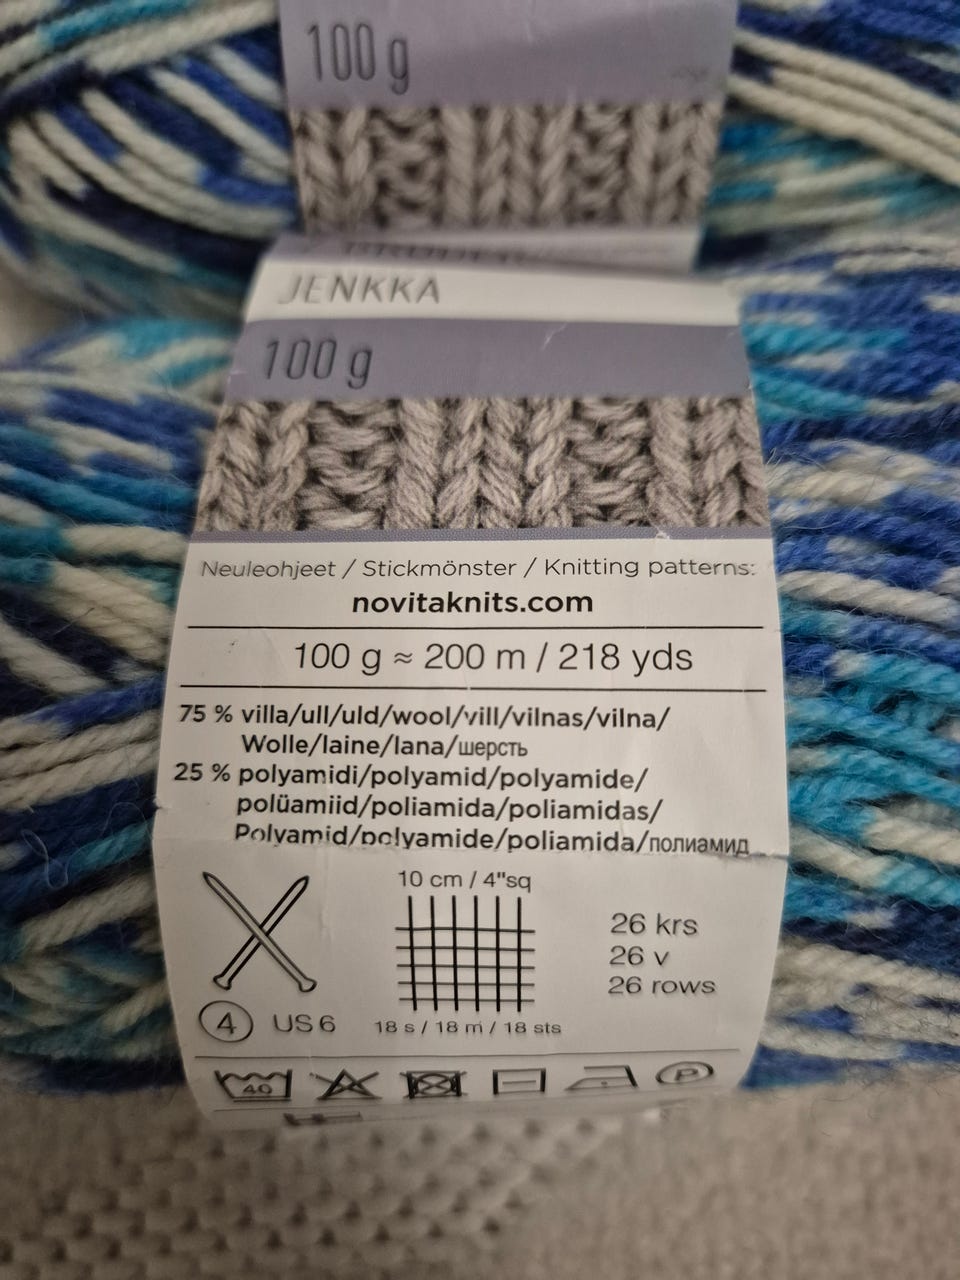 100 g
JENKKA
100 g
Neuleohjeet / Stickmönster / Knitting patterns:
novitaknits.com
100 g ≈ 200 m / 218 yds
75 % villa/ull/uld/wool/vill/vilnas/vilna/
Wolle/laine/lana/шерсть
25 % polyamidi/polyamid/polyamide/
polüamiid/poliamida/poliamidas/
Polyamid/polyamide/poliamida/полиамид
10 cm / 4"sq
26 krs
26 v
26 rows
4 US 6
18 s / 18 m / 18 sts
40 P